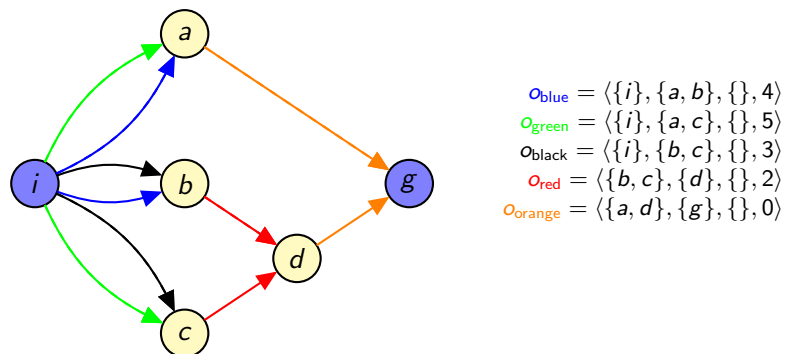 a
i
b
d
c
g
o_blue = ⟨{i}, {a, b}, {}, 4⟩
o_green = ⟨{i}, {a, c}, {}, 5⟩
o_black = ⟨{i}, {b, c}, {}, 3⟩
o_red = ⟨{b, c}, {d}, {}, 2⟩
o_orange = ⟨{a, d}, {g}, {}, 0⟩